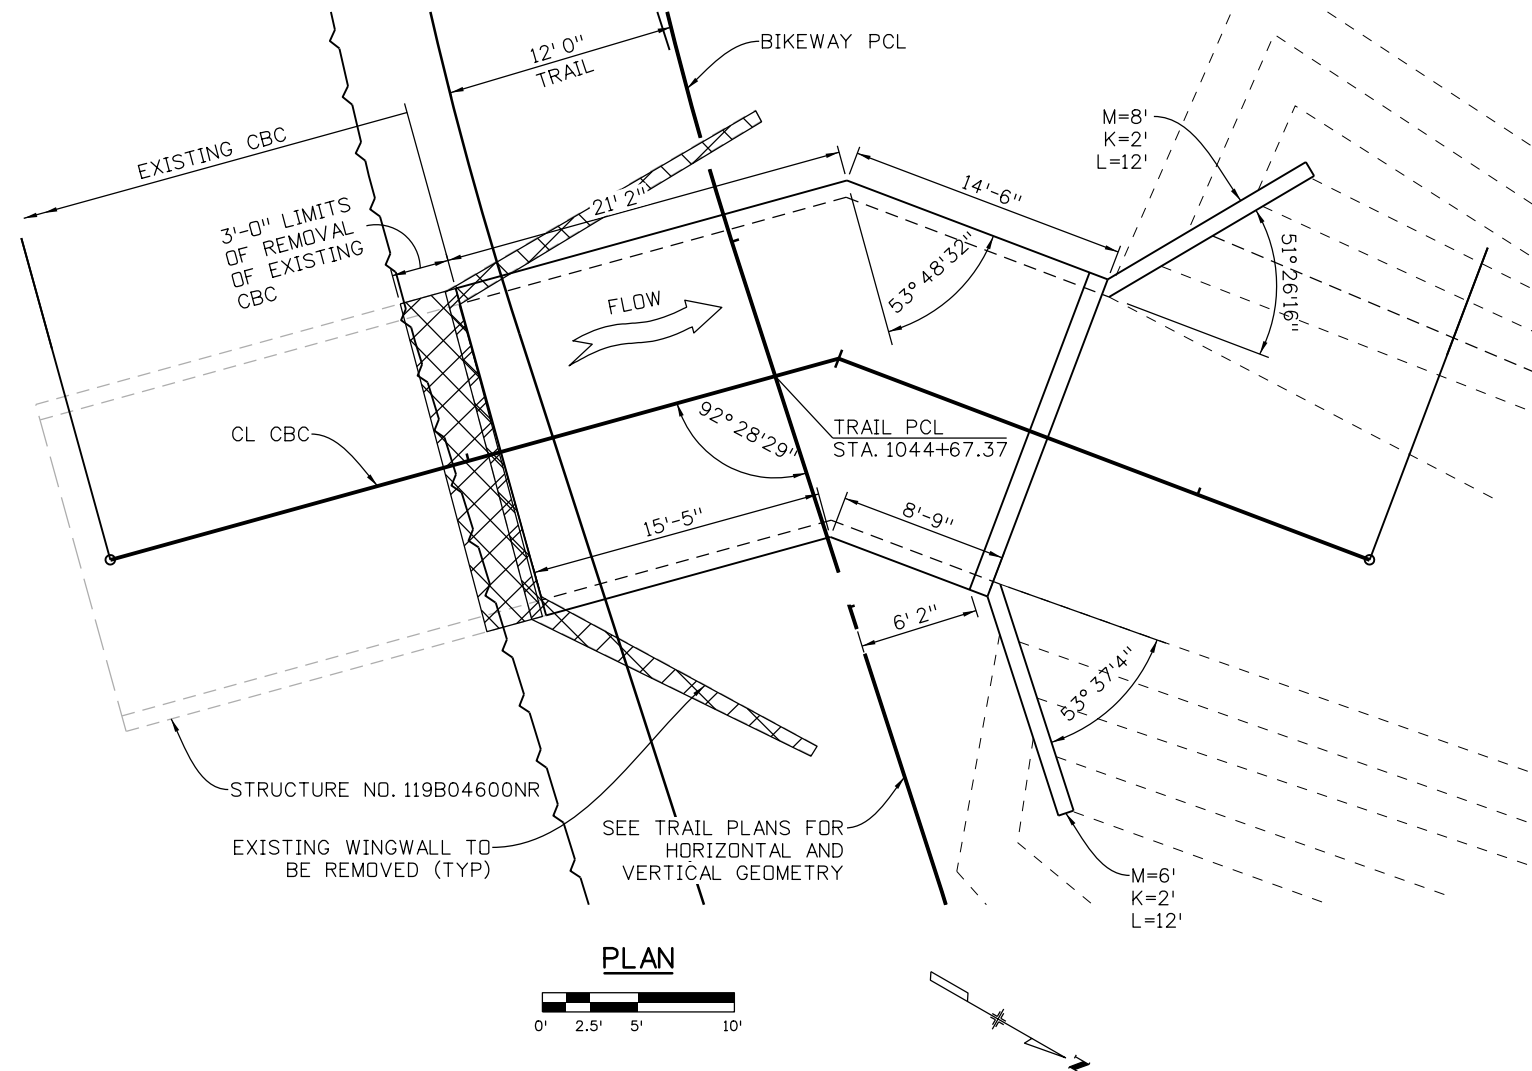 12' 0"
TRAIL
BIKEWAY PCL
EXISTING CBC
M=8'
K=2'
L=12'
14'-6"
21' 2"
3'-0" LIMITS
OF REMOVAL
OF EXISTING
CBC
FLOW
53° 48'32"
51° 26'16"
CL CBC
92° 28'29"
TRAIL PCL
STA. 1044+67.37
15'-5"
8'-9"
6' 2"
53° 37'4"
STRUCTURE NO. 119B04600NR
EXISTING WINGWALL TO
BE REMOVED (TYP)
SEE TRAIL PLANS FOR
HORIZONTAL AND
VERTICAL GEOMETRY
M=6'
K=2'
L=12'
PLAN
0' 2.5' 5' 10'
N